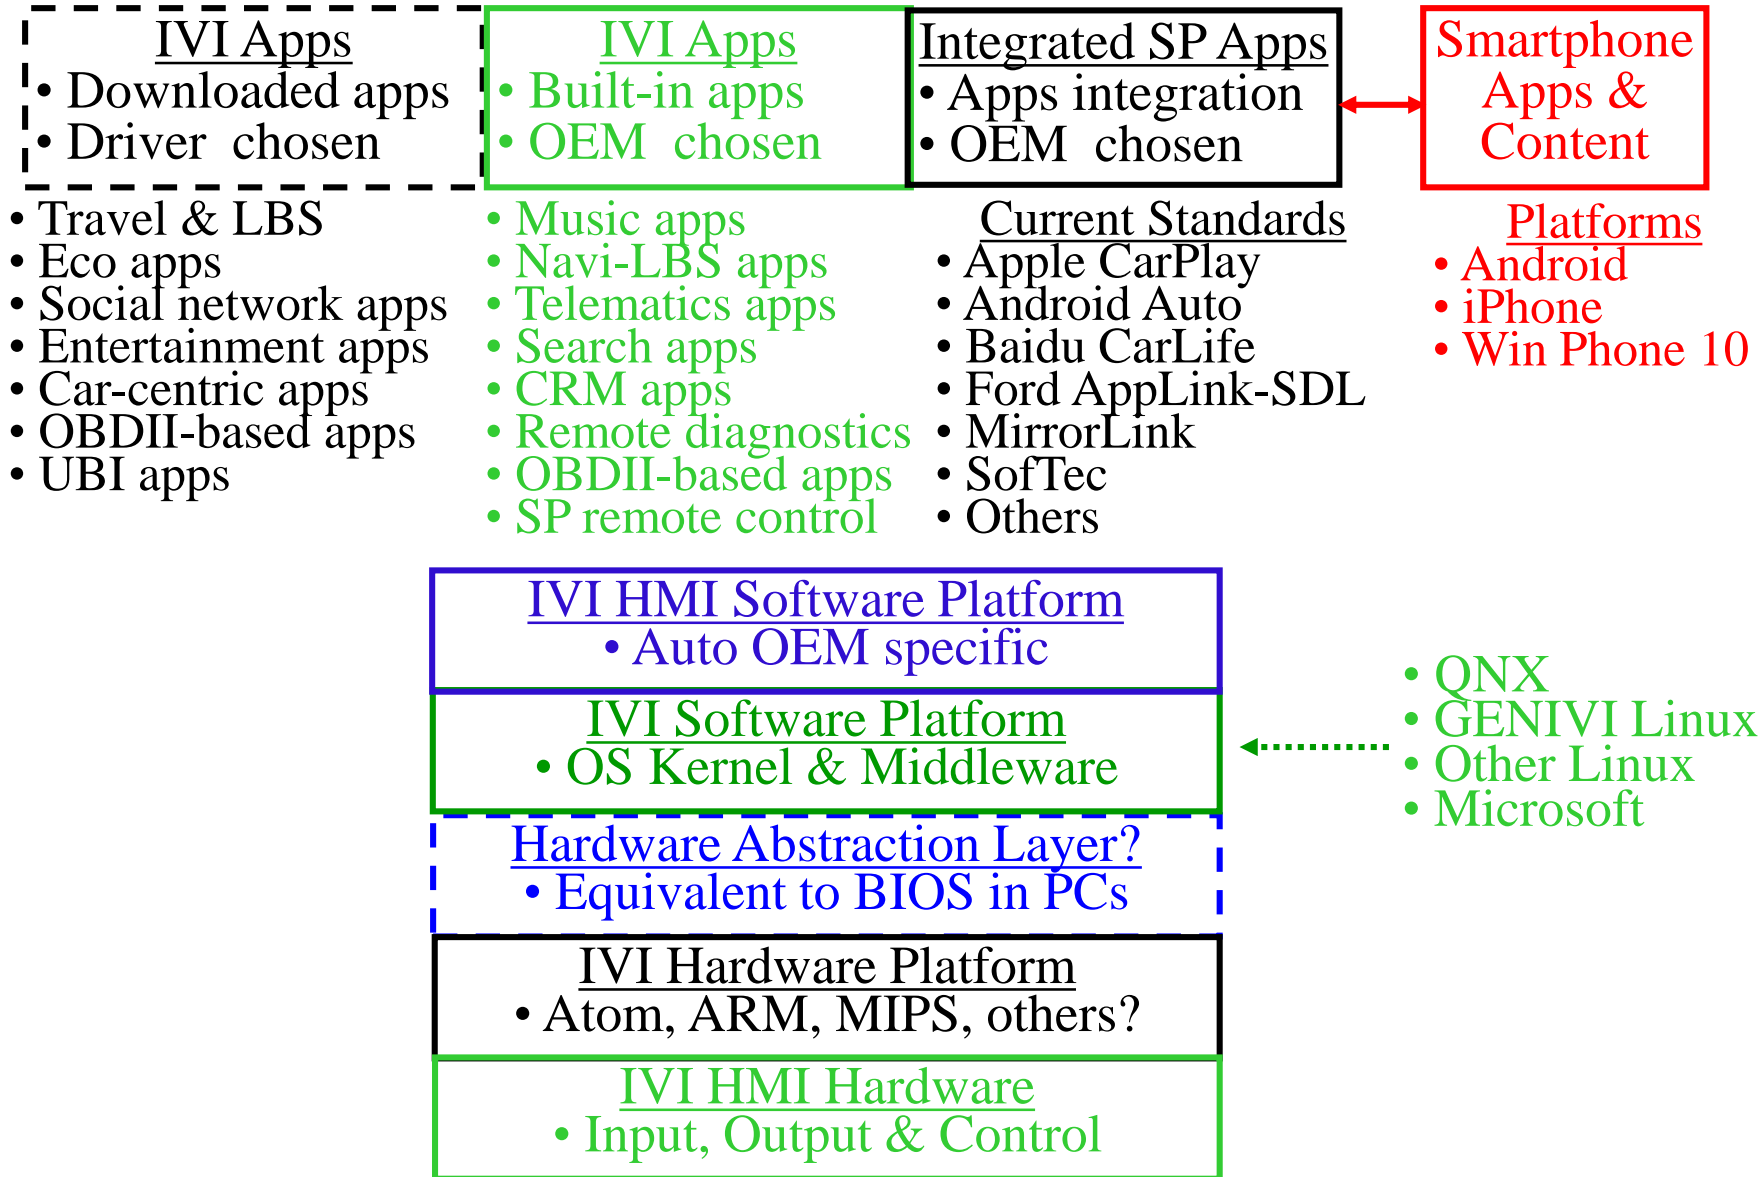 IVI Apps
• Downloaded apps
• Driver chosen
IVI Apps
• Built-in apps
• OEM chosen
Integrated SP Apps
• Apps integration
• OEM chosen
Smartphone
Apps &
Content
• Travel & LBS
• Eco apps
• Social network apps
• Entertainment apps
• Car-centric apps
• OBDII-based apps
• UBI apps
• Music apps
• Navi-LBS apps
• Telematics apps
• Search apps
• CRM apps
• Remote diagnostics
• OBDII-based apps
• SP remote control
Current Standards
• Apple CarPlay
• Android Auto
• Baidu CarLife
• Ford AppLink-SDL
• MirrorLink
• SofTec
• Others
Platforms
• Android
• iPhone
• Win Phone 10
IVI HMI Software Platform
• Auto OEM specific
IVI Software Platform
• OS Kernel & Middleware
• QNX
• GENIVI Linux
• Other Linux
• Microsoft
Hardware Abstraction Layer?
• Equivalent to BIOS in PCs
IVI Hardware Platform
• Atom, ARM, MIPS, others?
IVI HMI Hardware
• Input, Output & Control